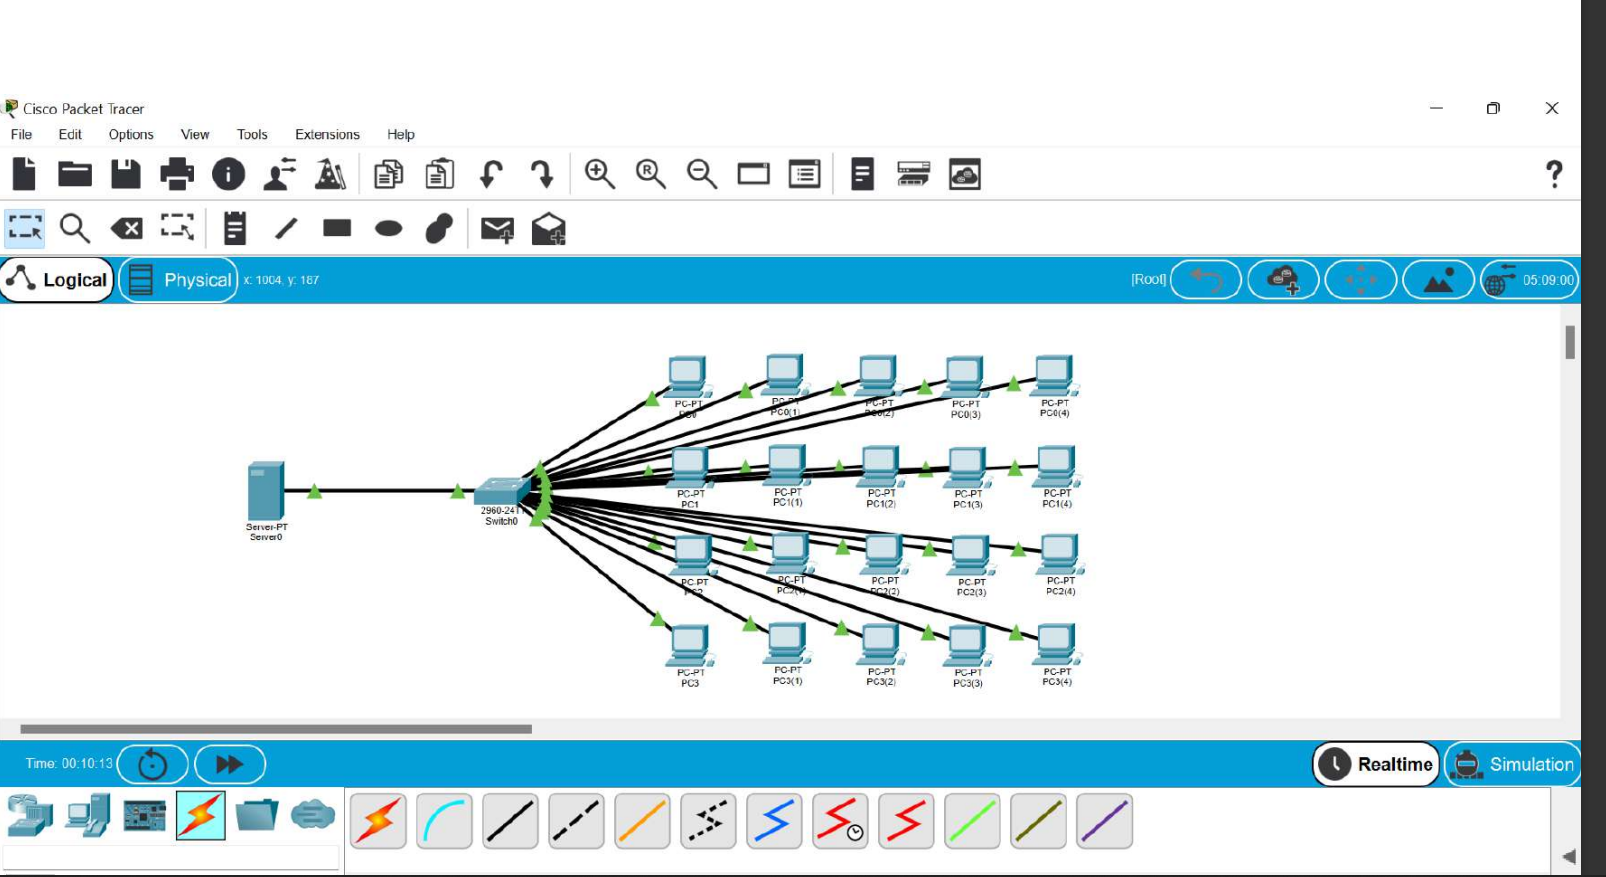 Cisco Packet Tracer
File Edit Options View Tools Extensions Help
R
R
?
Logical Physical x: 1004, y: 187 [Root] 05:09:00
PC-PT PC-PT PC-PT PC-PT PC-PT
PC0 PC0(1) PC0(2) PC0(3) PC0(4)
PC-PT PC-PT PC-PT PC-PT PC-PT
PC1 PC1(1) PC1(2) PC1(3) PC1(4)
Switch0
Server-PT
Server0
PC-PT PC-PT PC-PT PC-PT PC-PT
PC2 PC2(1) PC2(2) PC2(3) PC2(4)
PC-PT PC-PT PC-PT PC-PT PC-PT
PC3 PC3(1) PC3(2) PC3(3) PC3(4)
Time: 00:10:13 Realtime Simulation